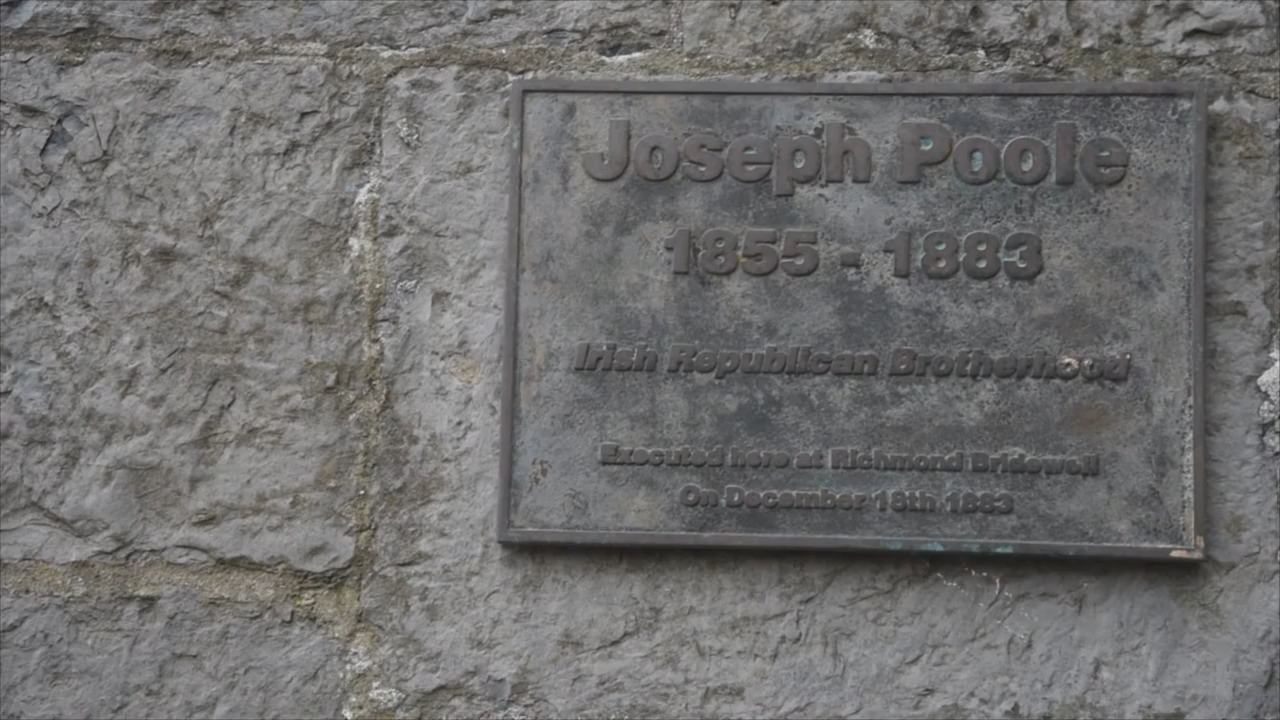 Joseph Poole
1855 - 1883
Irish Republican Brotherhood
Executed here at Richmond Bridewell
On December 18th 1883